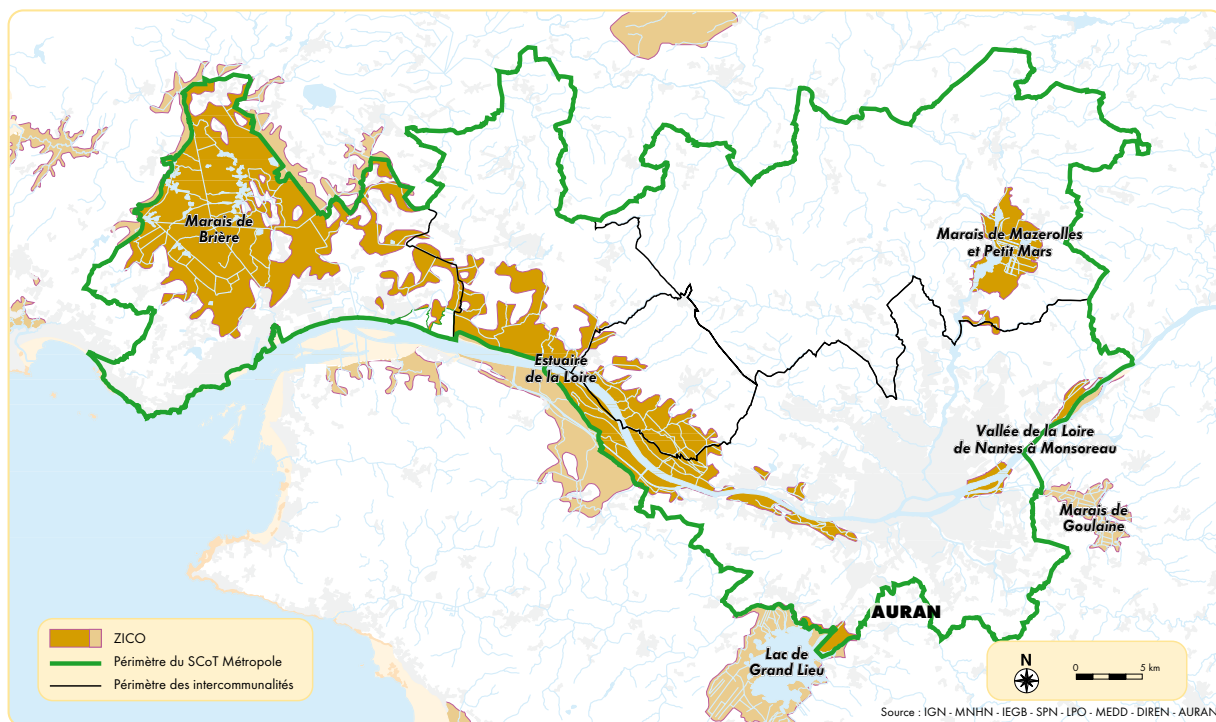 Marais de
Brière
Marais de Mazerolles
et Petit Mars
Estuaire
de la Loire
Vallée de la Loire
de Nantes à Monsoreau
Marais de
Goulaine
AURAN
Lac de
Grand Lieu
ZICO
Périmètre du SCoT Métropole
Périmètre des intercommunalités
N
0 5 km
Source : IGN - MNHN - IEGB - SPN - LPO - MEDD - DIREN - AURAN